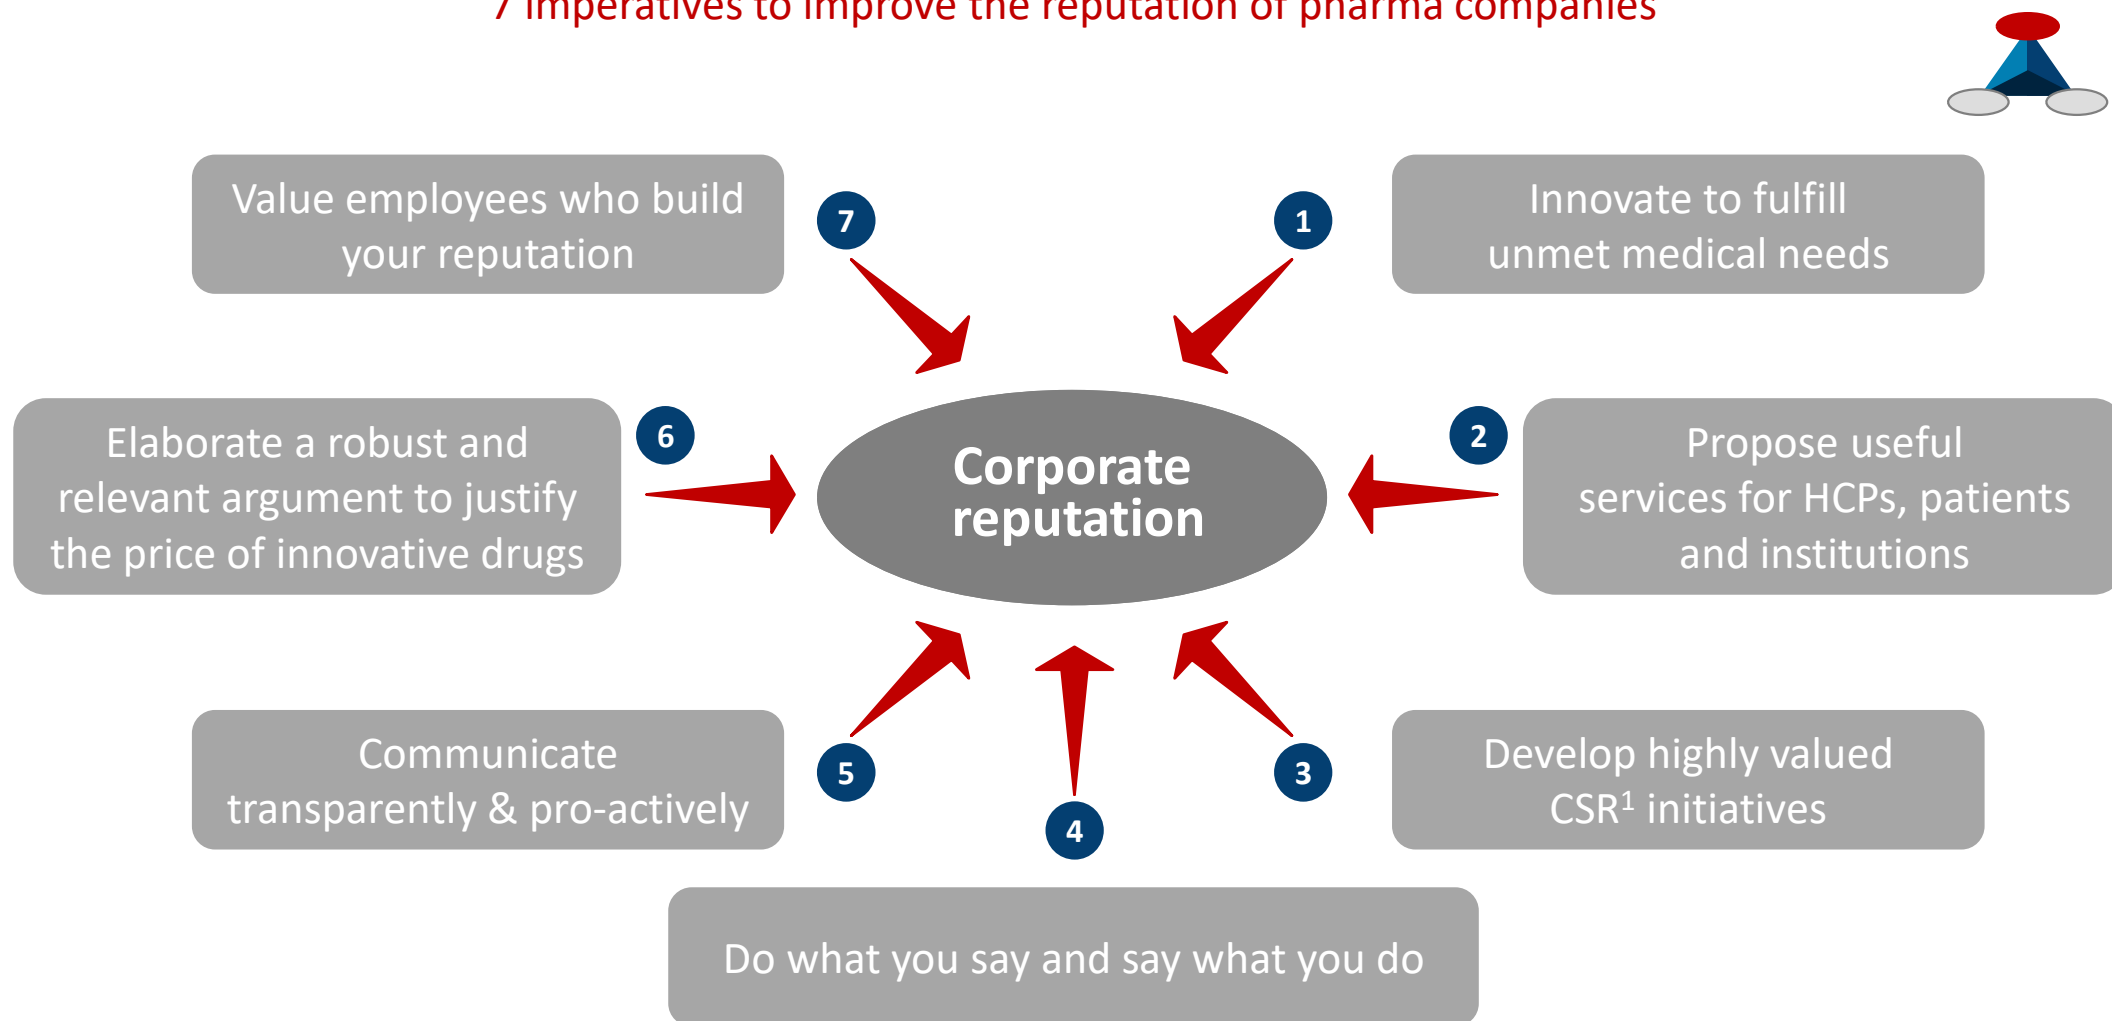 7 imperatives to improve the reputation of pharma companies
Value employees who build
your reputation
7
1
Innovate to fulfill
unmet medical needs
Elaborate a robust and
relevant argument to justify
the price of innovative drugs
6
Corporate
reputation
2
Propose useful
services for HCPs, patients
and institutions
Communicate
transparently & pro-actively
5
4
3
Develop highly valued
CSR¹ initiatives
Do what you say and say what you do